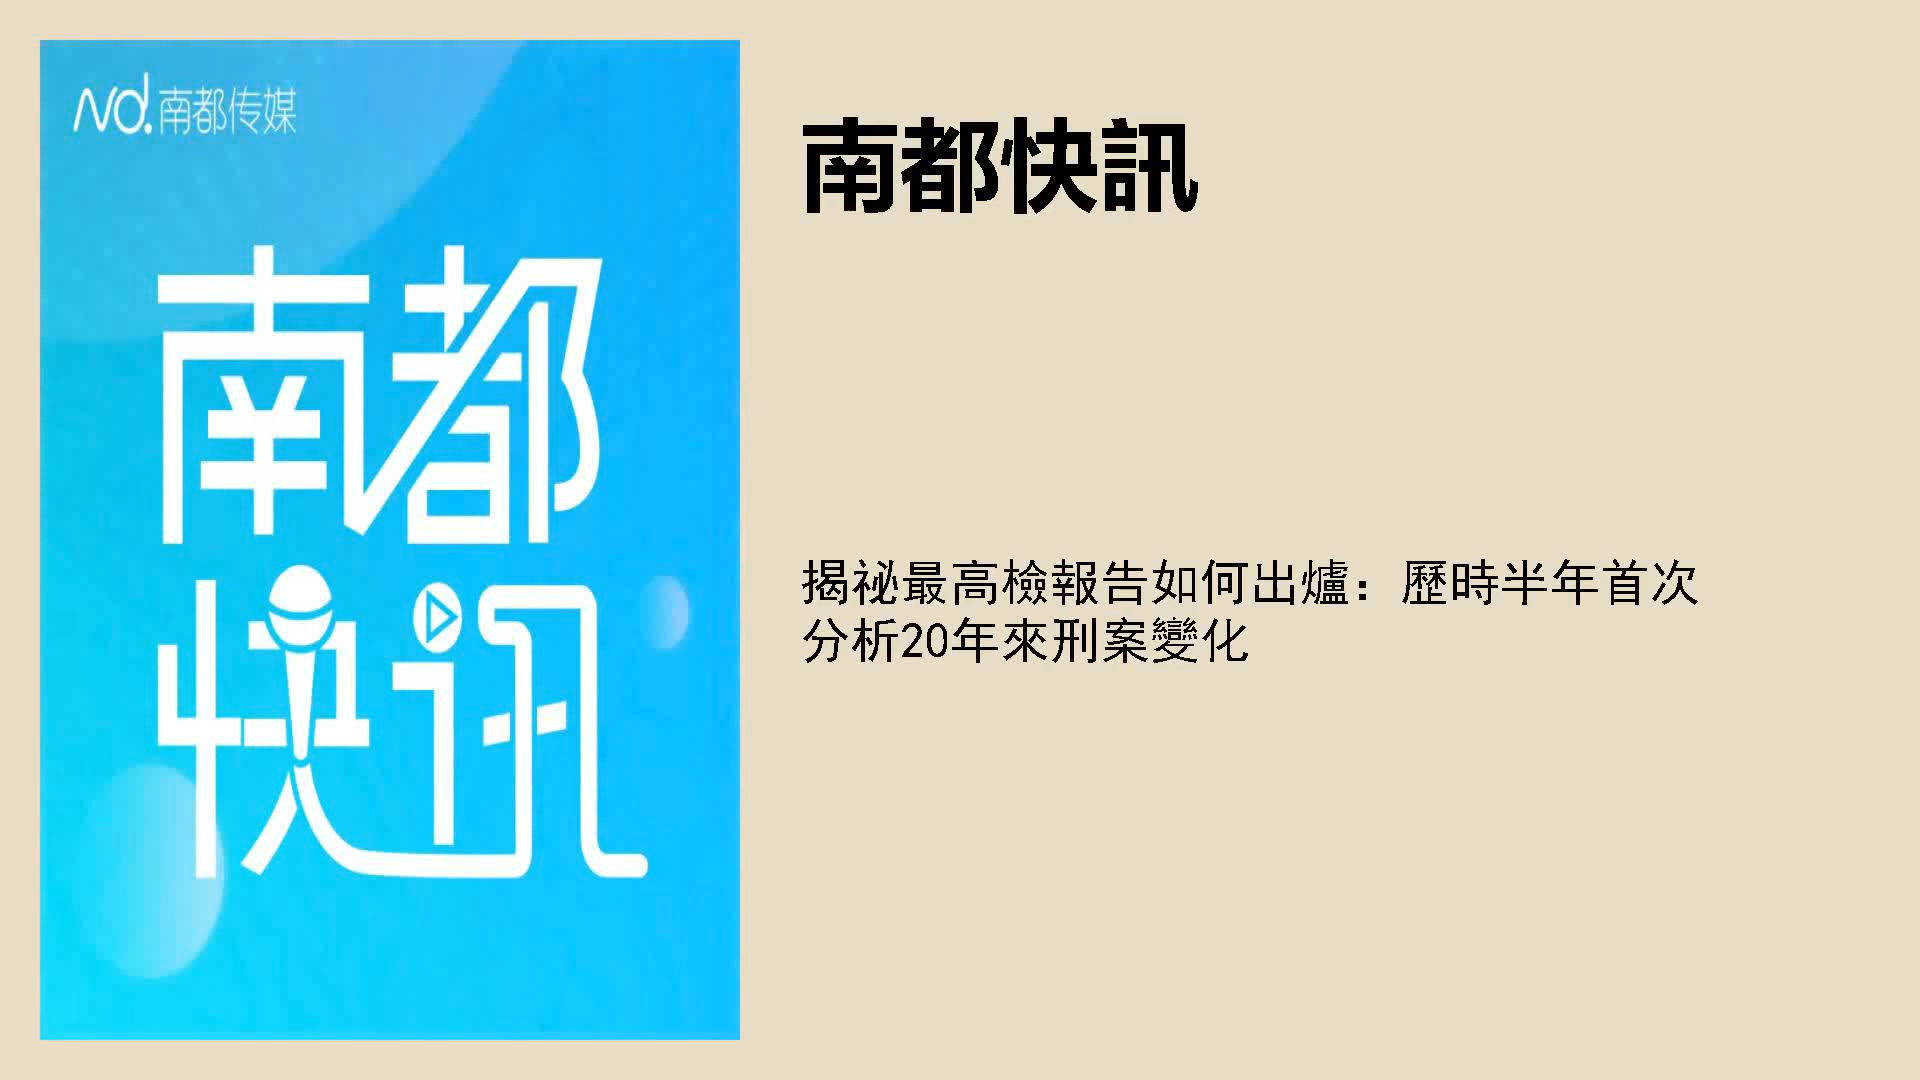 Nd.南都传媒
南都
快讯
南都快訊
揭祕最高檢報告如何出爐：歷時半年首次
分析20年來刑案變化